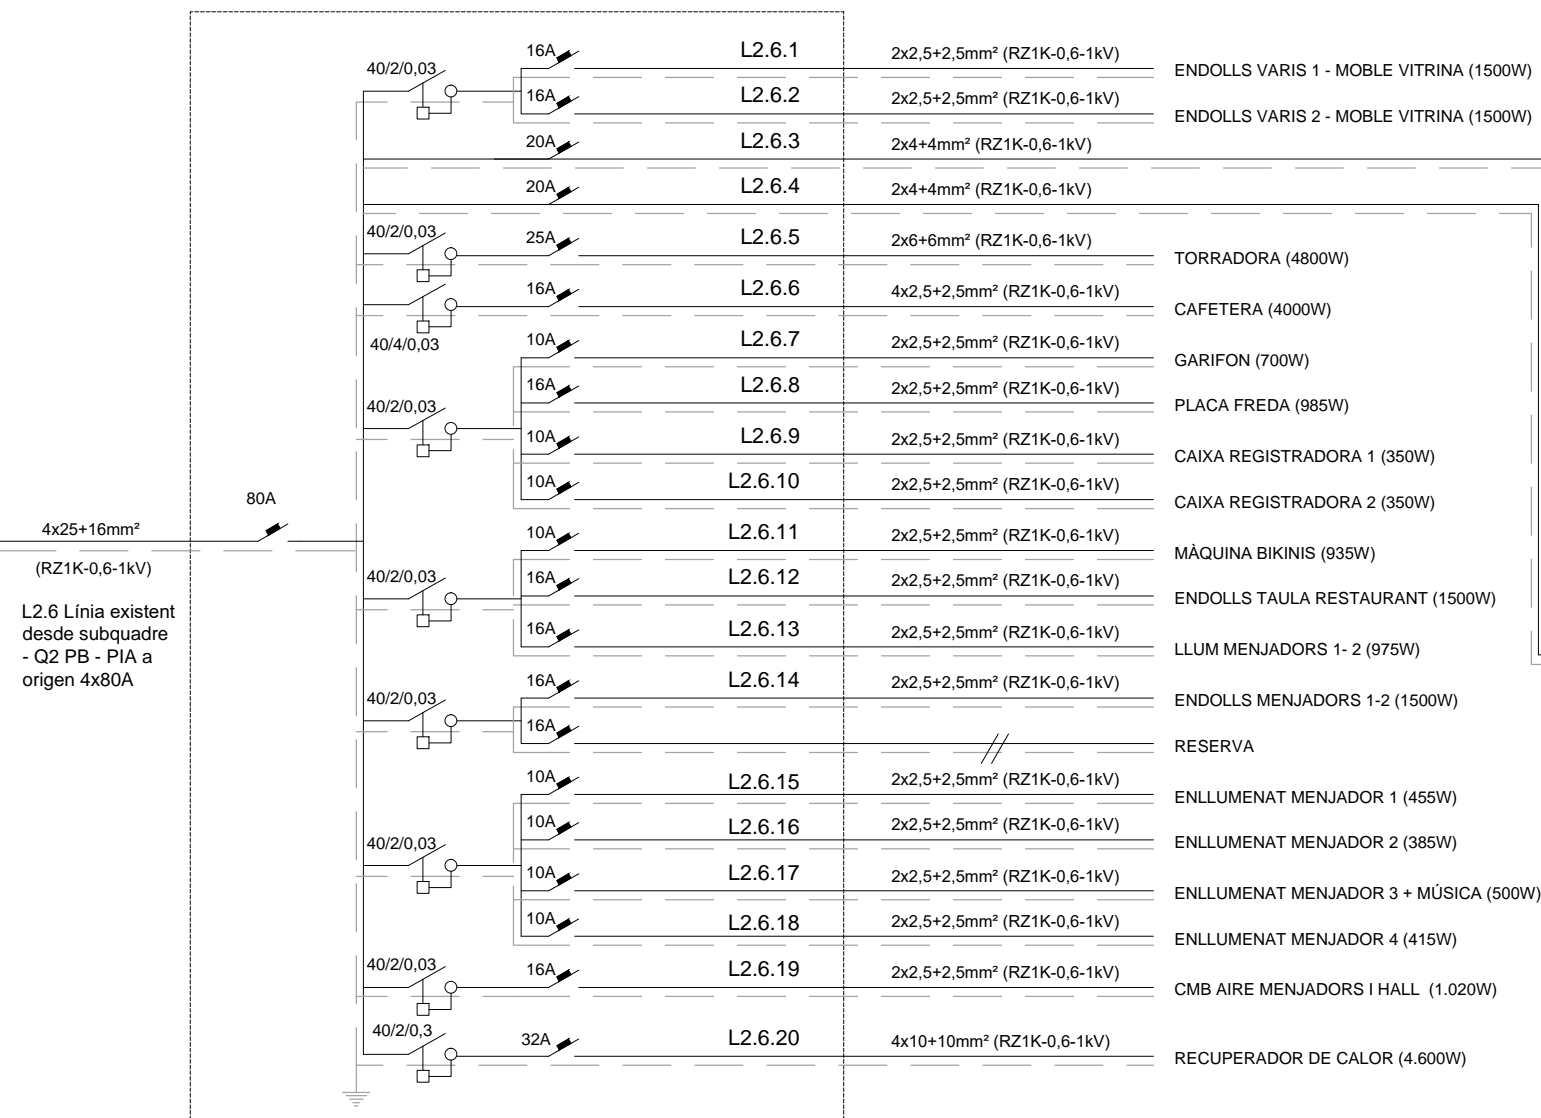 16A
L2.6.1
2x2,5+2,5mm² (RZ1K-0,6-1kV)
40/2/0,03
ENDOLLS VARIS 1 - MOBLE VITRINA (1500W)
16A
L2.6.2
2x2,5+2,5mm² (RZ1K-0,6-1kV)
ENDOLLS VARIS 2 - MOBLE VITRINA (1500W)
20A
L2.6.3
2x4+4mm² (RZ1K-0,6-1kV)
20A
L2.6.4
2x4+4mm² (RZ1K-0,6-1kV)
40/2/0,03
25A
L2.6.5
2x6+6mm² (RZ1K-0,6-1kV)
TORRADORA (4800W)
16A
L2.6.6
4x2,5+2,5mm² (RZ1K-0,6-1kV)
CAFETERA (4000W)
40/4/0,03
10A
L2.6.7
2x2,5+2,5mm² (RZ1K-0,6-1kV)
GARIFON (700W)
16A
L2.6.8
2x2,5+2,5mm² (RZ1K-0,6-1kV)
40/2/0,03
PLACA FREDA (985W)
10A
L2.6.9
2x2,5+2,5mm² (RZ1K-0,6-1kV)
CAIXA REGISTRADORA 1 (350W)
10A
L2.6.10
2x2,5+2,5mm² (RZ1K-0,6-1kV)
CAIXA REGISTRADORA 2 (350W)
80A
4x25+16mm²
(RZ1K-0,6-1kV)
L2.6 Línia existent
desde subquadre
- Q2 PB - PIA a
origen 4x80A
10A
L2.6.11
2x2,5+2,5mm² (RZ1K-0,6-1kV)
MÀQUINA BIKINIS (935W)
40/2/0,03
16A
L2.6.12
2x2,5+2,5mm² (RZ1K-0,6-1kV)
ENDOLLS TAULA RESTAURANT (1500W)
16A
L2.6.13
2x2,5+2,5mm² (RZ1K-0,6-1kV)
LLUM MENJADORS 1- 2 (975W)
16A
L2.6.14
2x2,5+2,5mm² (RZ1K-0,6-1kV)
40/2/0,03
ENDOLLS MENJADORS 1-2 (1500W)
16A
RESERVA
10A
L2.6.15
2x2,5+2,5mm² (RZ1K-0,6-1kV)
ENLLUMENAT MENJADOR 1 (455W)
10A
L2.6.16
2x2,5+2,5mm² (RZ1K-0,6-1kV)
40/2/0,03
ENLLUMENAT MENJADOR 2 (385W)
10A
L2.6.17
2x2,5+2,5mm² (RZ1K-0,6-1kV)
ENLLUMENAT MENJADOR 3 + MÚSICA (500W)
10A
L2.6.18
2x2,5+2,5mm² (RZ1K-0,6-1kV)
ENLLUMENAT MENJADOR 4 (415W)
40/2/0,03
16A
L2.6.19
2x2,5+2,5mm² (RZ1K-0,6-1kV)
CMB AIRE MENJADORS I HALL (1.020W)
40/2/0,3
32A
L2.6.20
4x10+10mm² (RZ1K-0,6-1kV)
RECUPERADOR DE CALOR (4.600W)